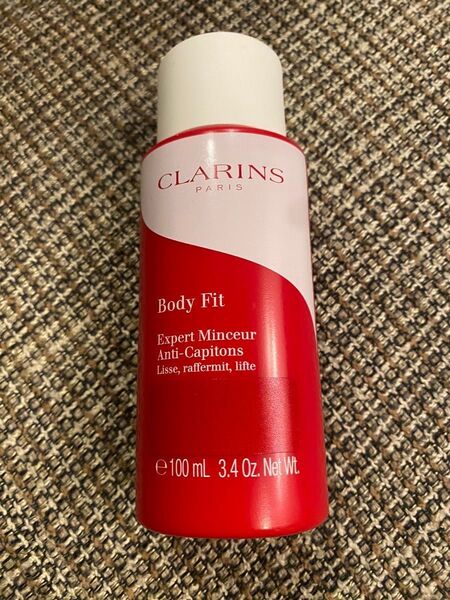 CLARINS
PARIS
Body Fit
Expert Minceur
Anti-Capitons
Lisse, raffermit, lifte
℮100 mL 3.4 Oz. Net Wt.